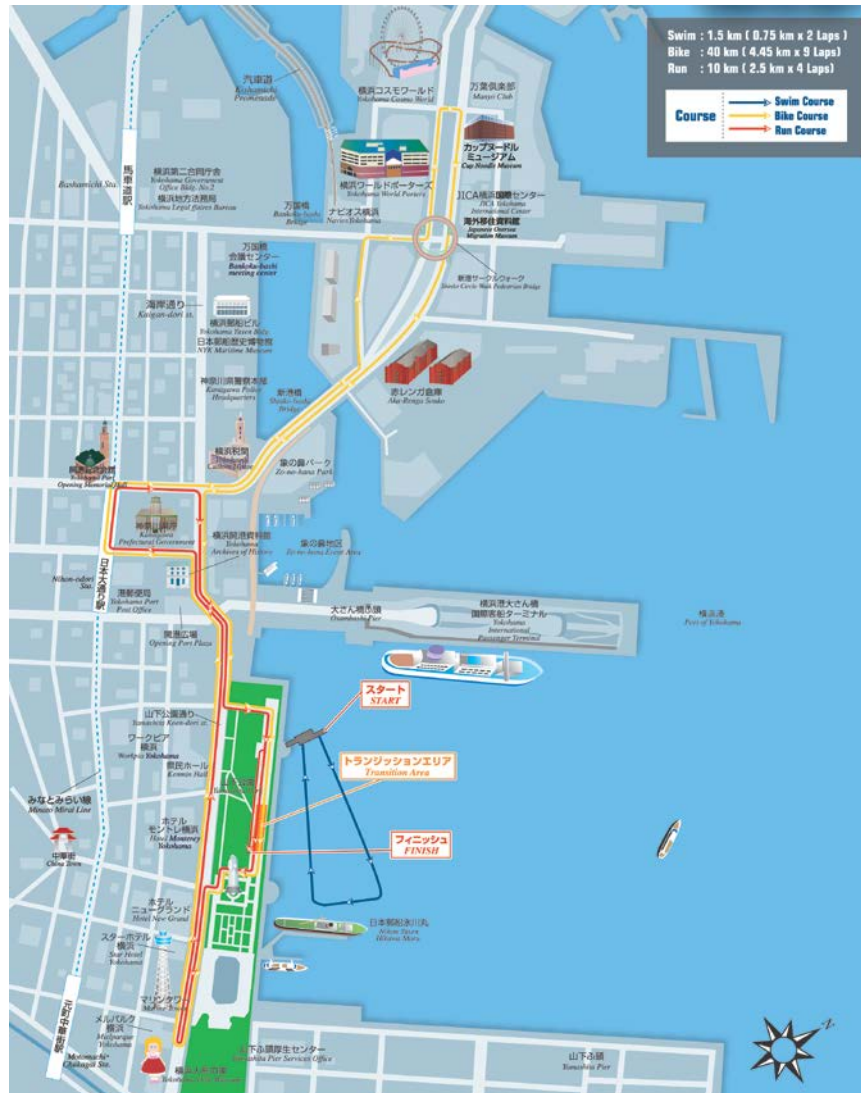 Swim : 1.5 km ( 0.75 km x 2 Laps )
Bike : 40 km ( 4.45 km x 9 Laps)
Run : 10 km ( 2.5 km x 4 Laps)
Course
Swim Course
Bike Course
Run Course
汽車道
Kishamichi
Promenade
横浜コスモワールド
Yokohama Cosmo World
万葉倶楽部
Manyo Club
カップヌードル
ミュージアム
Cup Noodle Museum
馬車道駅
Bashamichi Sta.
横浜第二合同庁舎
Yokohama Government
Office Bldg. No.2
横浜地方法務局
Yokohama Legal Affaires Bureau
万国橋
Bankoku-bashi
Bridge
横浜ワールドポーターズ
Yokohama World Porters
ナビオス横浜
Navios Yokohama
JICA横浜国際センター
JICA Yokohama
International Center
海外移住資料館
Japanese Overseas
Migration Museum
万国橋
会議センター
Bankoku-bashi
meeting center
新港サークルウォーク
Shinko Circle Walk Pedestrian Bridge
海岸通り
Kaigan-dori st.
横浜郵船ビル
Yokohama Yusen Bldg.
日本郵船歴史博物館
NYK Maritime Museum
神奈川県警察本部
Kanagawa Police
Headquarters
新港橋
Shinko-bashi
Bridge
赤レンガ倉庫
Aka-Renga Souko
横浜税関
Yokohama
Custom House
象の鼻パーク
Zo-no-hana Park
Opening Memorial Hall
神奈川県庁
Kanagawa
Prefectural Government
横浜開港資料館
Yokohama
Archives of History
象の鼻地区
Zo-no-hana Event Area
日本大通り駅
Nihon-odori
Sta.
港郵便局
Yokohama Port
Post Office
大さん橋ふ頭
Osanbashi Pier
横浜港大さん橋
国際客船ターミナル
Yokohama
International
Passenger Terminal
横浜港
Port of Yokohama
開港広場
Opening Port Plaza
スタート
START
山下公園通り
Yamashita Koen-dori st.
ワークピア
横浜
Workpia Yokohama
県民ホール
Kenmin Hall
トランジッションエリア
Transition Area
みなとみらい線
Minato Mirai Line
ホテル
モントレ横浜
Hotel Monterey
Yokohama
フィニッシュ
FINISH
中華街
China Town
ホテル
ニューグランド
Hotel New Grand
日本郵船氷川丸
Nihon Yusen
Hikawa Maru
スターホテル
横浜
Star Hotel
Yokohama
マリンタワー
Marine Tower
メルパルク
横浜
Mielparque
Yokohama
元町中華街駅
Motomachi-
Chukagai Sta.
横浜人形の家
Yokohama Doll Museum
山下ふ頭厚生センター
Yamashita Pier Services Office
山下ふ頭
Yamashita Pier
N